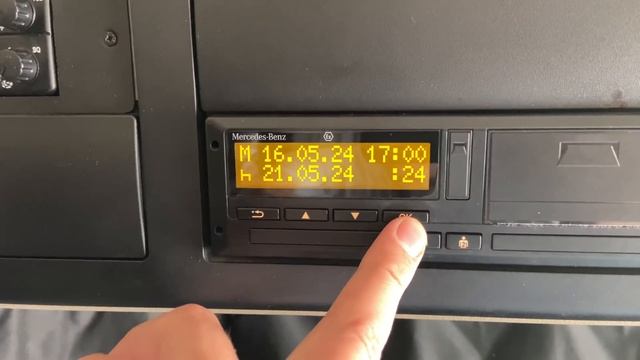 Mercedes-Benz
M 16.05.24 17:00
h 21.05.24 :24
OK